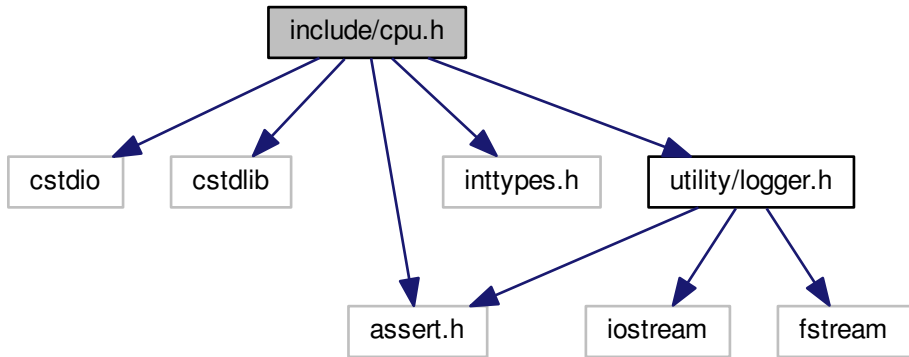 include/cpu.h
cstdio
cstdlib
inttypes.h
utility/logger.h
assert.h
iostream
fstream